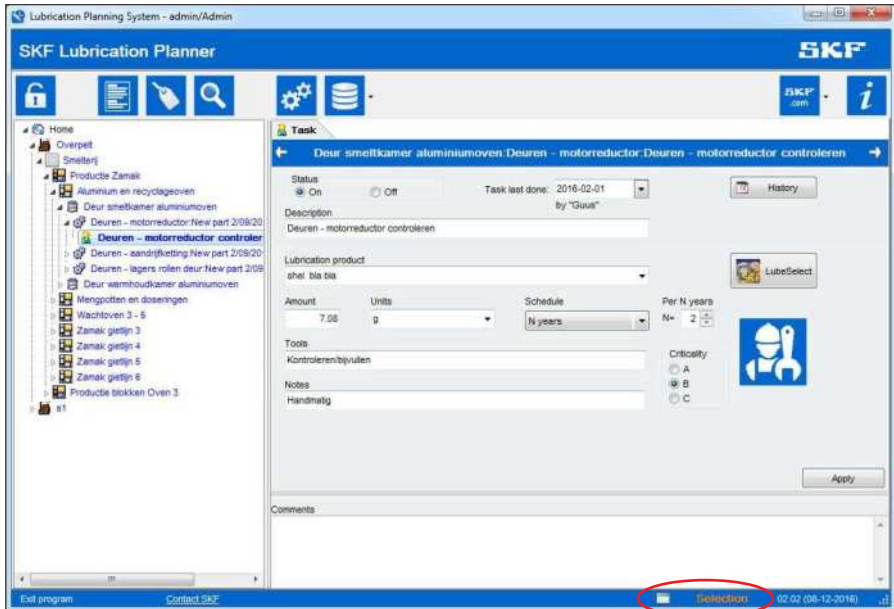 Lubrication Planning System - admin/Admin
SKF Lubrication Planner
SKF
SKF
.com
i
Home
Overpelt
Smelterij
Productie Zamak
Aluminium en recyclageoven
Deur smeltkamer aluminiumoven
Deuren - motorreductor:New part 2/09/20
Deuren - motorreductor controler
Deuren - aandrijfketting:New part 2/09/20
Deuren - lagers rollen deur:New part 2/09
Deur warmhoudkamer aluminiumoven
Mengpotten en doseringen
Wachtoven 3 - 6
Zamak gietlijn 3
Zamak gietlijn 4
Zamak gietlijn 5
Zamak gietlijn 6
Productie blokken Oven 3
s1
Task
Deur smeltkamer aluminiumoven:Deuren - motorreductor:Deuren - motorreductor controleren
Status
On Off
Task last done: 2016-02-01
by "Guus"
History
Description
Deuren - motorreductor controleren
Lubrication product
shel bla bla
LubeSelect
Amount Units Schedule Per N years
7.08 g N years N= 2
Tools
Kontroleren/bijvullen
Criticality
A
B
C
Notes
Handmatig
Apply
Comments
Exit program Contact SKF Selection 02.02 (08-12-2016)